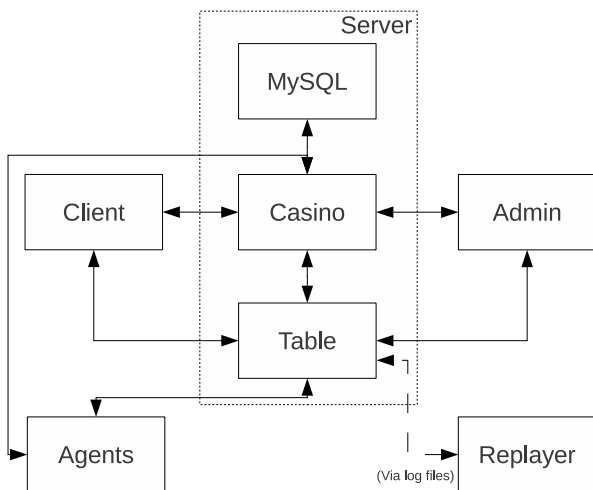 Server
MySQL
Client
Casino
Admin
Table
Agents
(Via log files)
Replayer